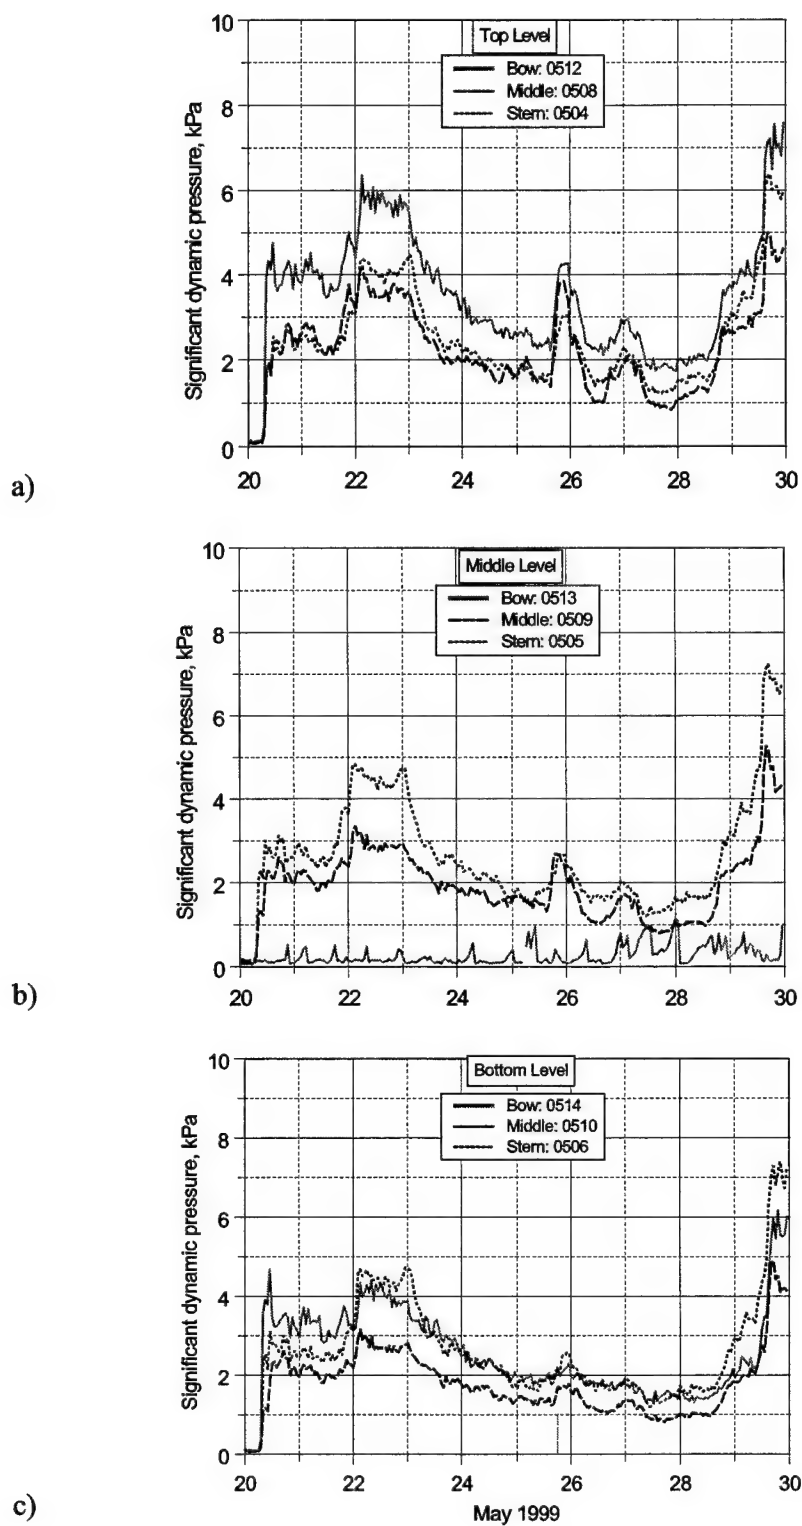 Top Level
Bow: 0512
Middle: 0508
Stern: 0504
Significant dynamic pressure, kPa
10
8
6
4
2
0
20 22 24 26 28 30
a)
Middle Level
Bow: 0513
Middle: 0509
Stern: 0505
Significant dynamic pressure, kPa
10
8
6
4
2
0
20 22 24 26 28 30
b)
Bottom Level
Bow: 0514
Middle: 0510
Stern: 0506
Significant dynamic pressure, kPa
10
8
6
4
2
0
20 22 24 26 28 30
May 1999
c)